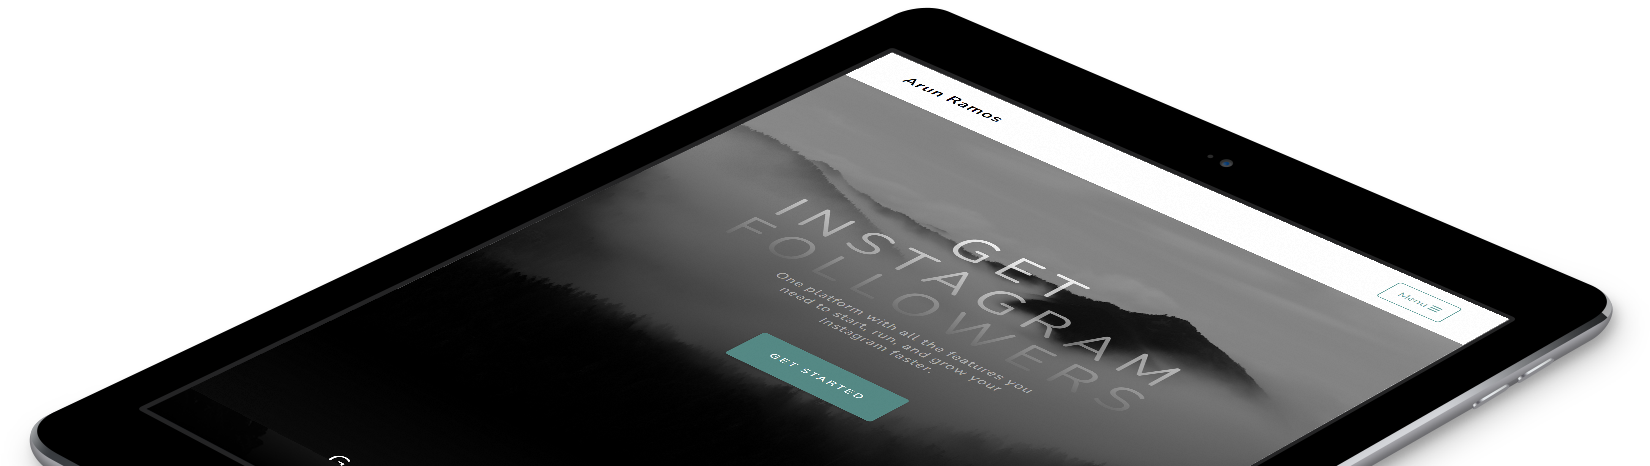 Arun Ramos
Menu
GET
INSTAGRAM
FOLLOWERS
One platform with all the features you
need to start, run, and grow your
Instagram faster.
GET STARTED
G